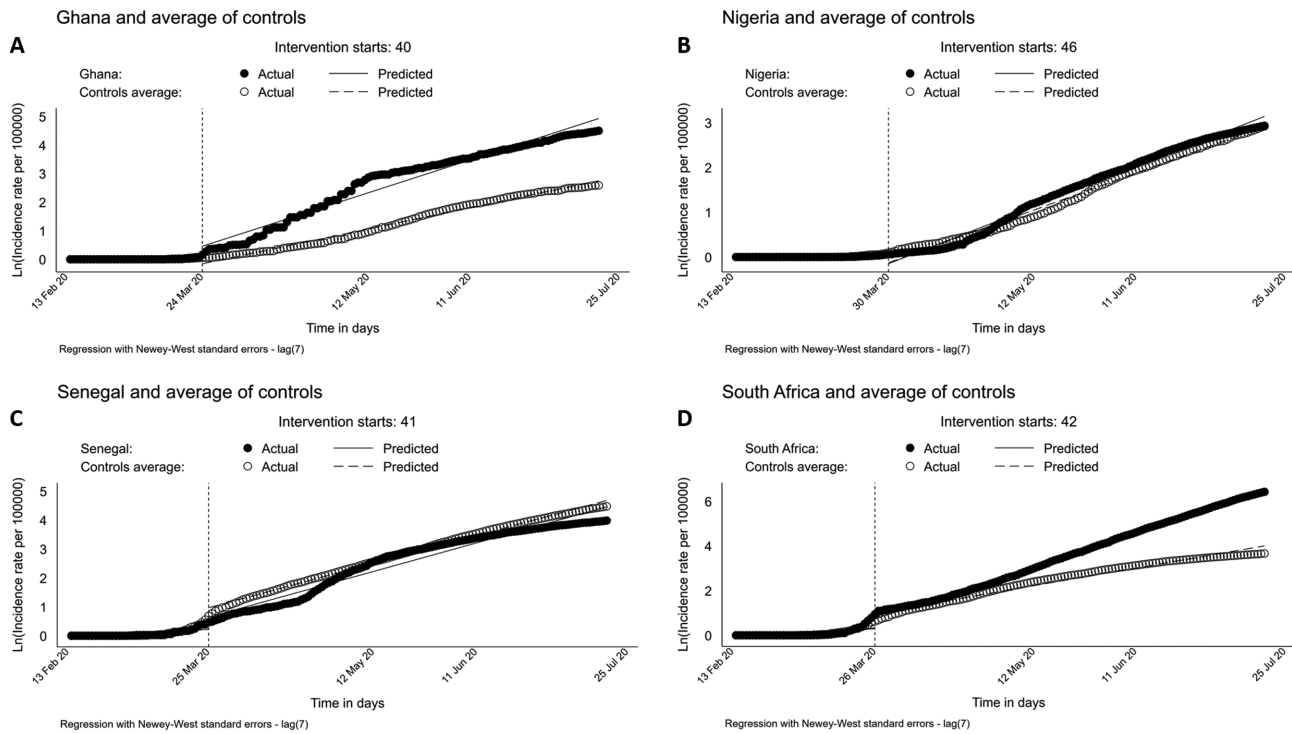 Ghana and average of controls
A
Intervention starts: 40
Ghana: Actual Predicted
Controls average: Actual Predicted
Ln(Incidence rate per 100000)
5
4
3
2
1
0
13 Feb 20
24 Mar 20
12 May 20
11 Jun 20
25 Jul 20
Time in days
Regression with Newey-West standard errors - lag(7)
Nigeria and average of controls
B
Intervention starts: 46
Nigeria: Actual Predicted
Controls average: Actual Predicted
Ln(Incidence rate per 100000)
3
2
1
0
13 Feb 20
30 Mar 20
12 May 20
11 Jun 20
25 Jul 20
Time in days
Regression with Newey-West standard errors - lag(7)
Senegal and average of controls
C
Intervention starts: 41
Senegal: Actual Predicted
Controls average: Actual Predicted
Ln(Incidence rate per 100000)
5
4
3
2
1
0
13 Feb 20
25 Mar 20
12 May 20
11 Jun 20
25 Jul 20
Time in days
Regression with Newey-West standard errors - lag(7)
South Africa and average of controls
D
Intervention starts: 42
South Africa: Actual Predicted
Controls average: Actual Predicted
Ln(Incidence rate per 100000)
6
4
2
0
13 Feb 20
26 Mar 20
12 May 20
11 Jun 20
25 Jul 20
Time in days
Regression with Newey-West standard errors - lag(7)